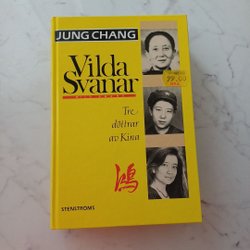 JUNG CHANG
Vilda
Svanar
Tre
döttrar
av Kina
鴻
STENSTRÖMS